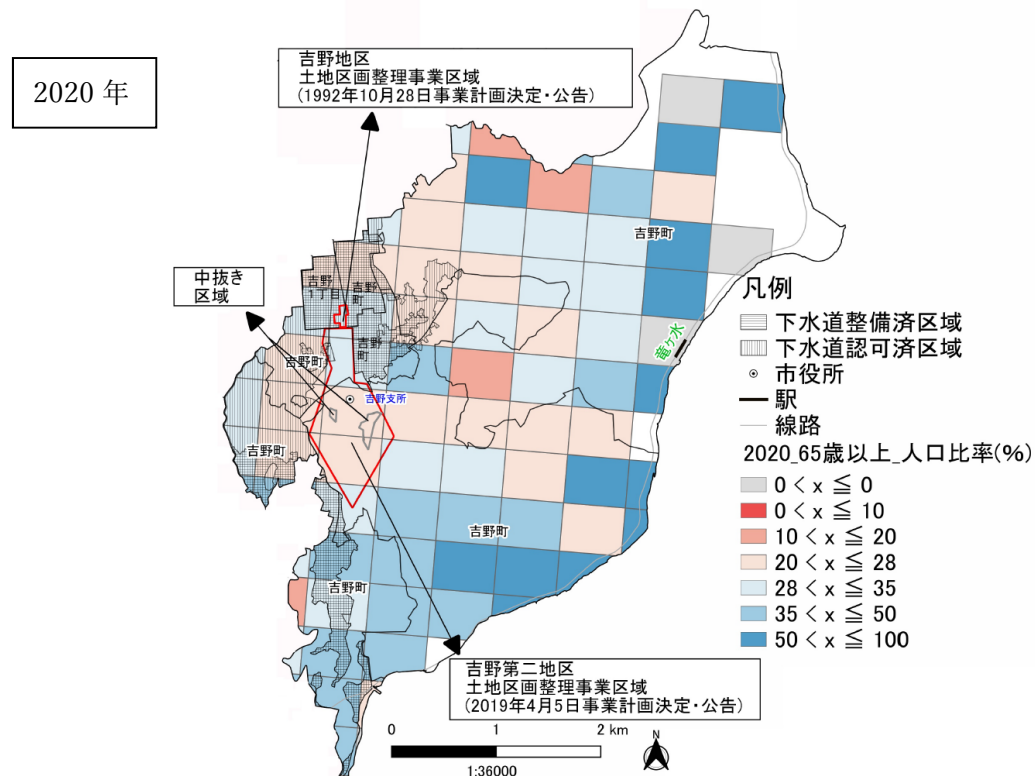 2020 年
吉野地区
土地区画整理事業区域
(1992年10月28日事業計画決定・公告)
吉野町
中抜き
区域
吉野
1丁目
吉野
町
吉野
町
吉野町
竜ヶ水
吉野支所
吉野町
吉野町
吉野町
凡例
下水道整備済区域
下水道認可済区域
市役所
駅
線路
2020_65歳以上_人口比率(%)
0 < x ≦ 0
0 < x ≦ 10
10 < x ≦ 20
20 < x ≦ 28
28 < x ≦ 35
35 < x ≦ 50
50 < x ≦ 100
吉野第二地区
土地区画整理事業区域
(2019年4月5日事業計画決定・公告)
0 1 2 km
1:36000
N